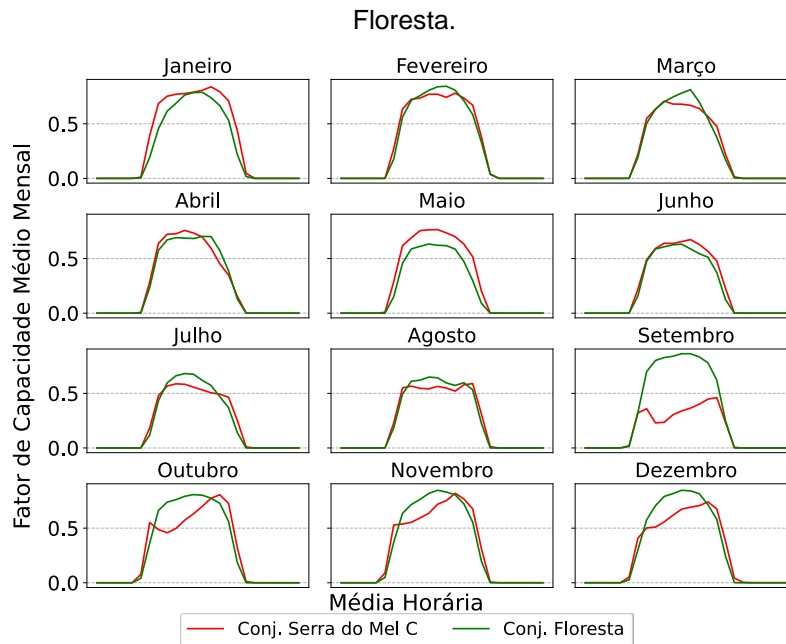 Floresta.
Janeiro Fevereiro Março
0.5
0.0
Abril Maio Junho
0.5
0.0
Julho Agosto Setembro
0.5
0.0
Outubro Novembro Dezembro
0.5
0.0
Fator de Capacidade Médio Mensal
Média Horária
Conj. Serra do Mel C Conj. Floresta